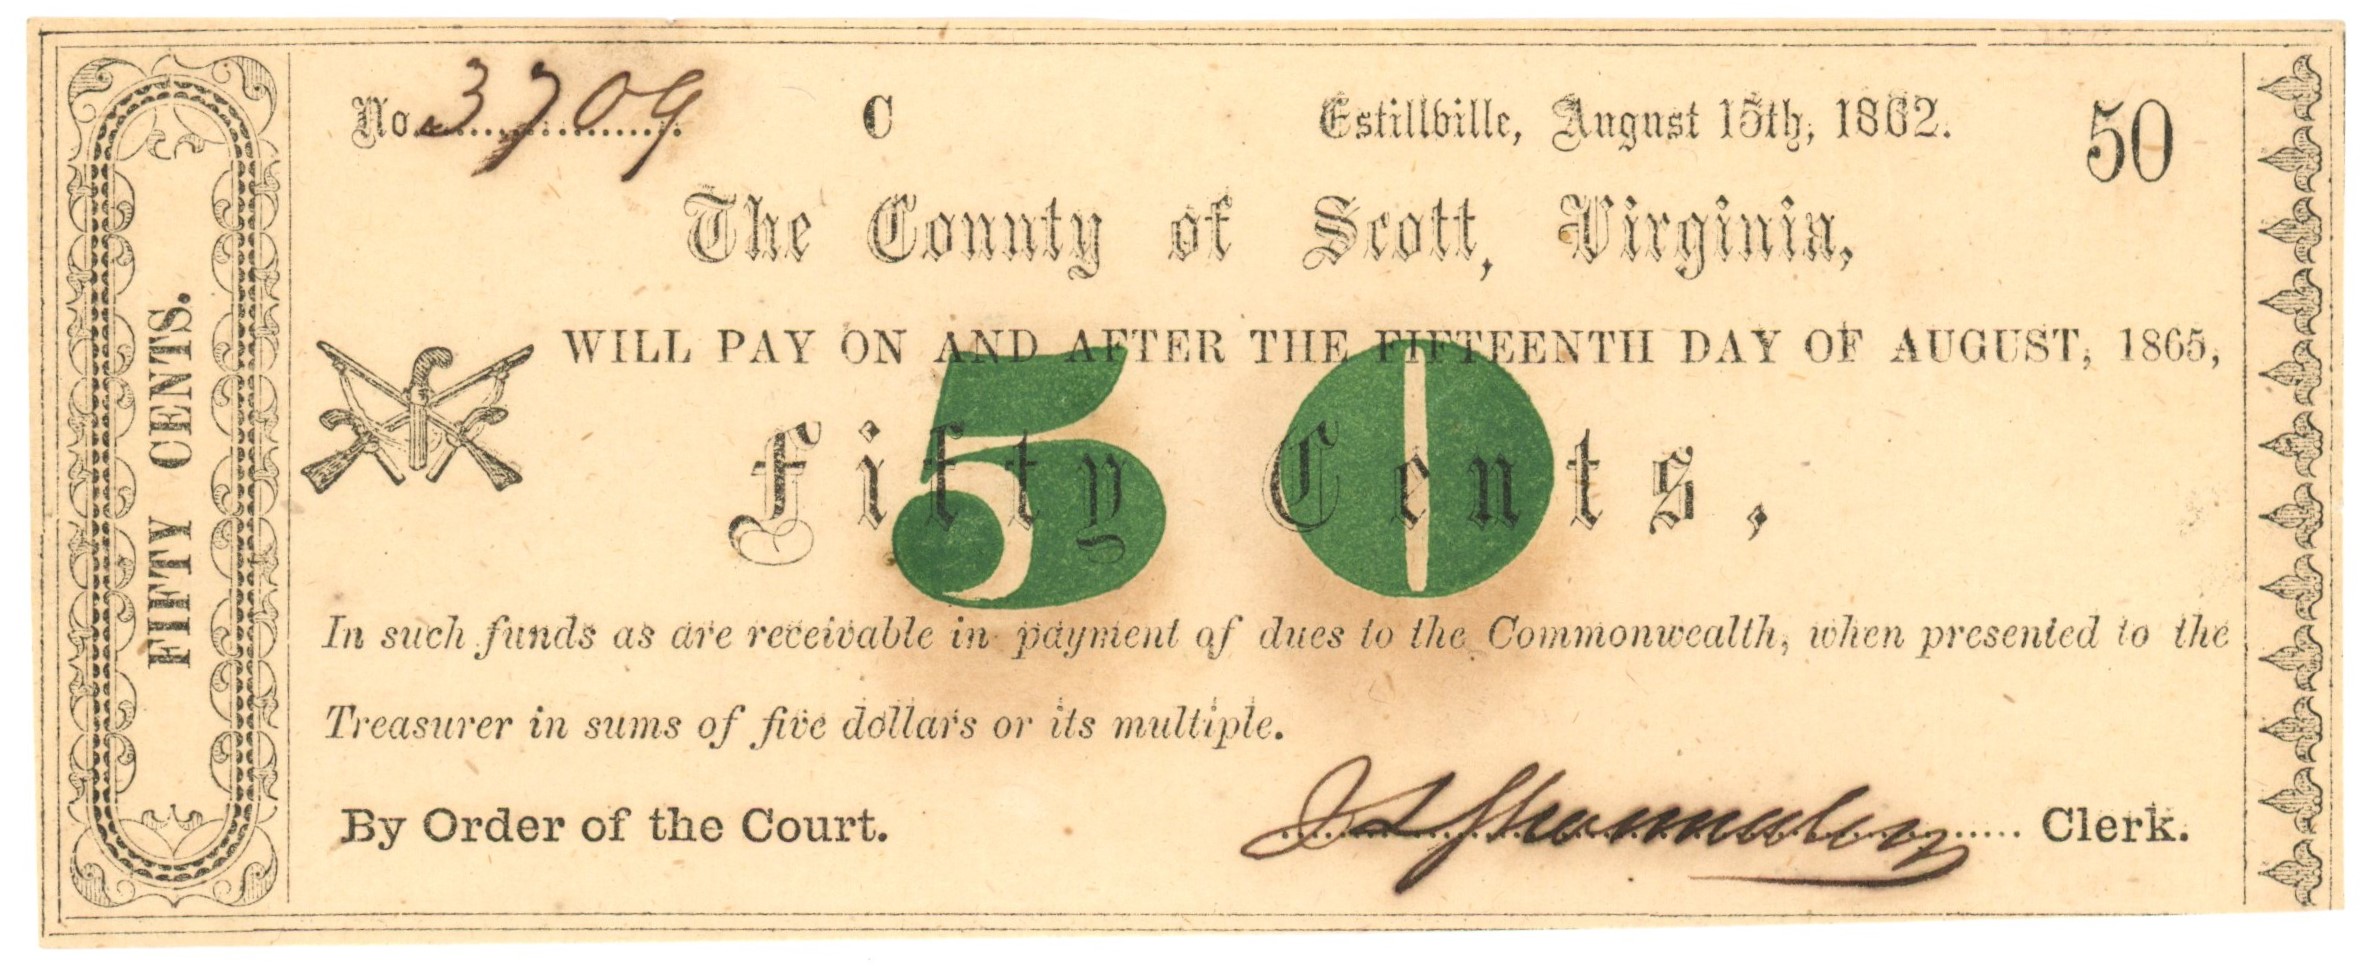 No. 3709 C Estillville, August 15th, 1862. 50
The County of Scott, Virginia,
WILL PAY ON AND AFTER THE FIFTEENTH DAY OF AUGUST, 1865,
50
Fifty Cents,
In such funds as are receivable in payment of dues to the Commonwealth, when presented to the
Treasurer in sums of five dollars or its multiple.
By Order of the Court. Clerk.
FIFTY CENTS.